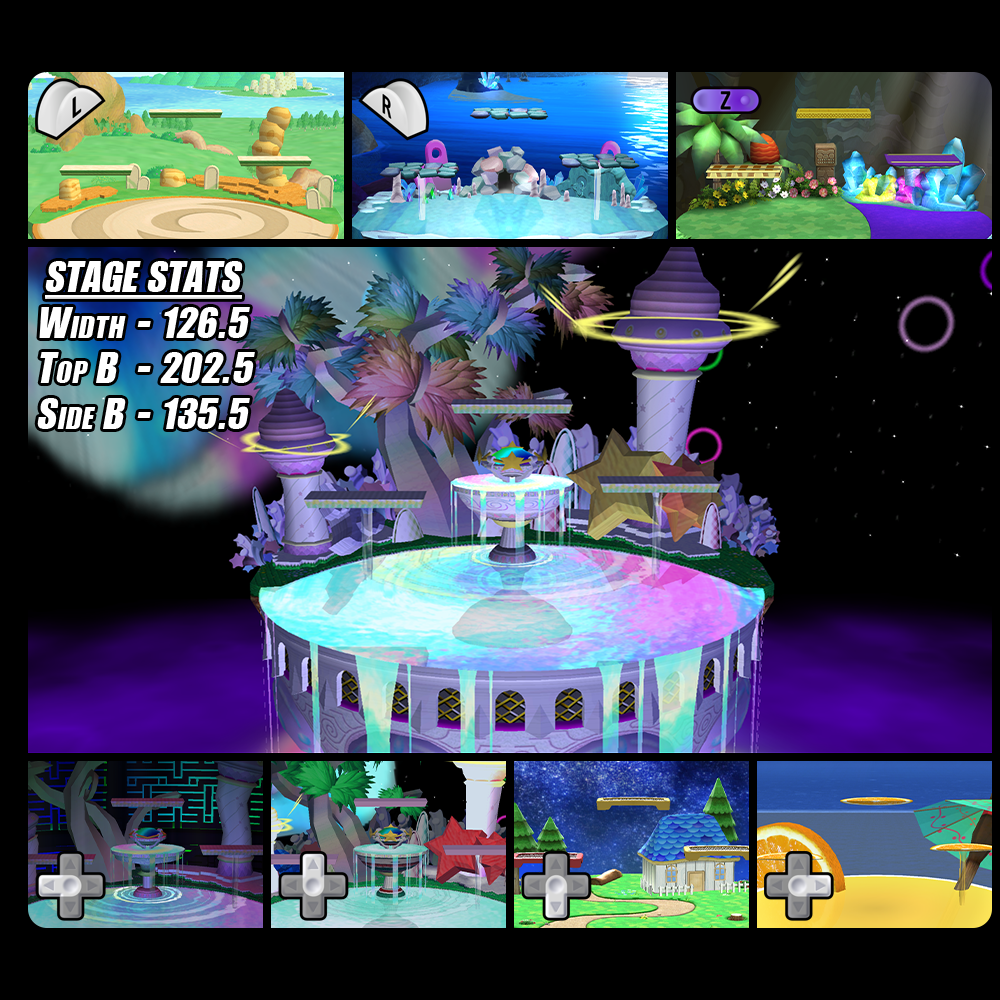 L
R
Z
STAGE STATS
WIDTH - 126.5
TOP B - 202.5
SIDE B - 135.5